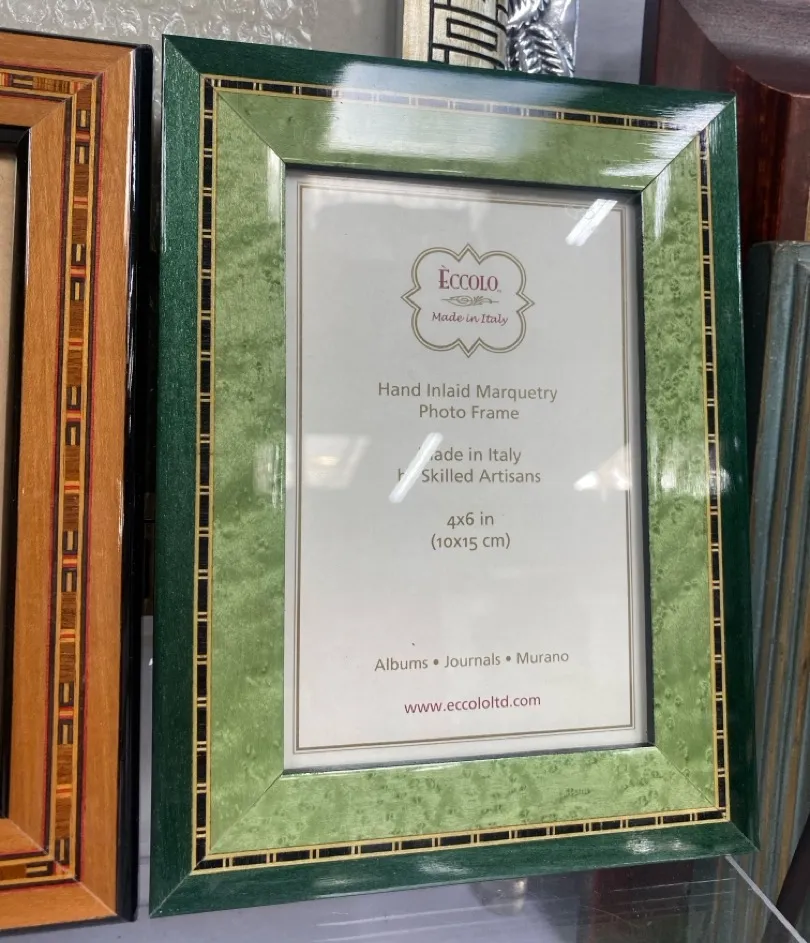 ÈCCOLO
Made in Italy
Hand Inlaid Marquetry
Photo Frame
in Italy
Skilled Artisans
4x6 in
(10x15 cm)
Albums • Journals • Murano
www.eccololtd.com